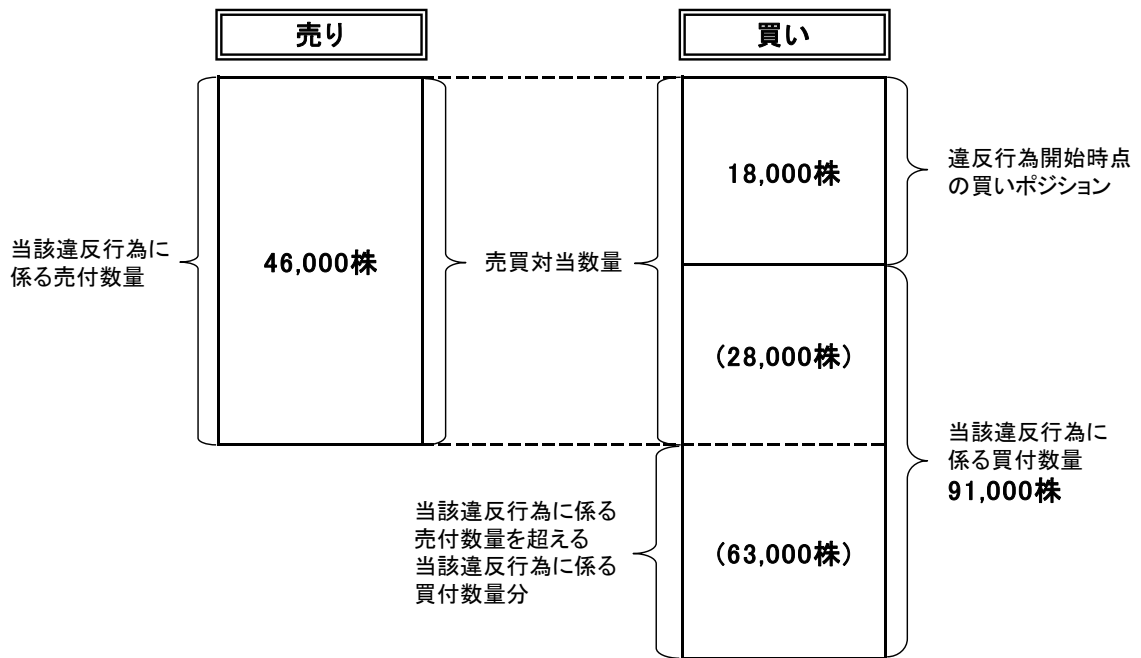 売り
買い
当該違反行為に
係る売付数量
46,000株
売買対当数量
18,000株
違反行為開始時点
の買いポジション
(28,000株)
当該違反行為に
係る買付数量
91,000株
当該違反行為に係る
売付数量を超える
当該違反行為に係る
買付数量分
(63,000株)